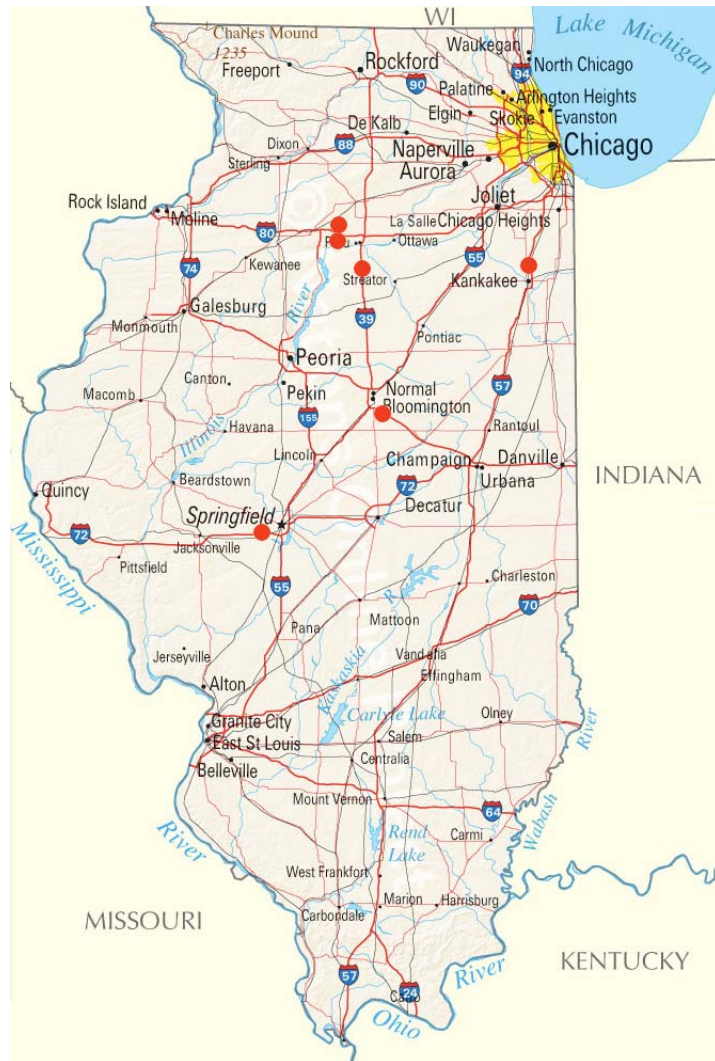 WI
Lake Michigan
Charles Mound
1235
Waukegan
Freeport
Rockford
94
North Chicago
90
Palatine
Arlington Heights
Elgin
Skokie
Evanston
De Kalb
Dixon
88
Naperville
Chicago
Sterling
Aurora
Rock Island
Joliet
Moline
La Salle
Chicago Heights
80
Ottawa
74
Kewanee
55
Streator
Kankakee
River
Galesburg
39
Monmouth
Pontiac
Peoria
57
Canton
Pekin
Normal
Macomb
Bloomington
155
Havana
Rantoul
Illinois
Lincoln
Champaign
Danville
Urbana
INDIANA
Beardstown
72
Quincy
Decatur
Springfield
72
Jacksonville
Mississippi
Pittsfield
55
Charleston
R.
70
Mattoon
Pana
Jerseyville
Vandalia
Kaskaskia
Effingham
Alton
Carlyle Lake
Olney
Granite City
River
East St Louis
Salem
Belleville
Centralia
Mount Vernon
64
Wabash
River
Rend
Lake
Carmi
West Frankfort
Marion
Harrisburg
Carbondale
MISSOURI
KENTUCKY
57
24
River
Ohio